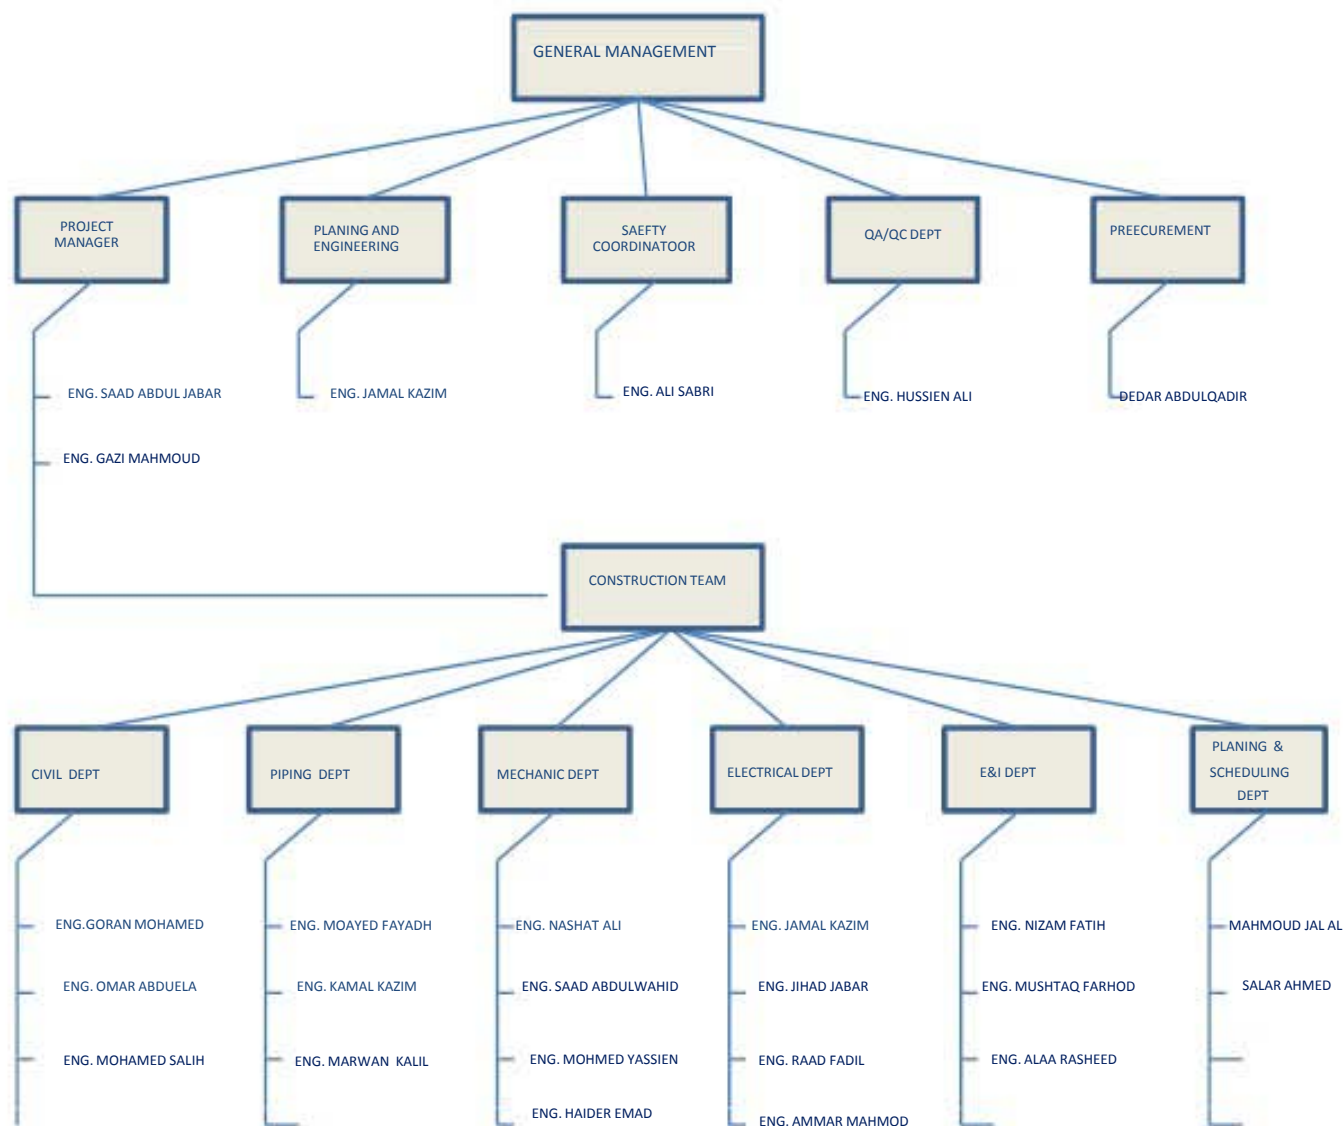 GENERAL MANAGEMENT
PROJECT
MANAGER
PLANING AND
ENGINEERING
SAEFTY
COORDINATOOR
QA/QC DEPT
PREECUREMENT
ENG. SAAD ABDUL JABAR
ENG. JAMAL KAZIM
ENG. ALI SABRI
ENG. HUSSIEN ALI
DEDAR ABDULQADIR
ENG. GAZI MAHMOUD
CONSTRUCTION TEAM
CIVIL DEPT
PIPING DEPT
MECHANIC DEPT
ELECTRICAL DEPT
E&I DEPT
PLANING &
SCHEDULING
DEPT
ENG.GORAN MOHAMED
ENG. MOAYED FAYADH
ENG. NASHAT ALI
ENG. JAMAL KAZIM
ENG. NIZAM FATIH
MAHMOUD JAL AL
ENG. OMAR ABDUELA
ENG. KAMAL KAZIM
ENG. SAAD ABDULWAHID
ENG. JIHAD JABAR
ENG. MUSHTAQ FARHOD
SALAR AHMED
ENG. MOHAMED SALIH
ENG. MARWAN KALIL
ENG. MOHMED YASSIEN
ENG. RAAD FADIL
ENG. ALAA RASHEED
ENG. HAIDER EMAD
ENG. AMMAR MAHMOD